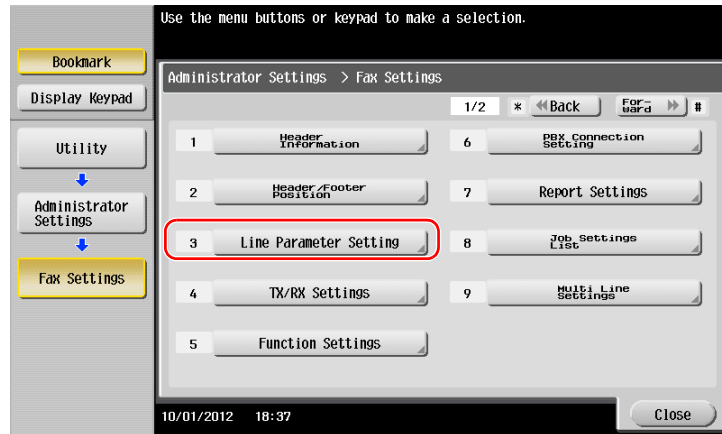 Use the menu buttons or keypad to make a selection.
Bookmark
Display Keypad
Utility
Administrator
Settings
Fax Settings
Administrator Settings > Fax Settings
1/2 * Back For-
ward #
1 Header
Information
2 Header/Footer
Position
3 Line Parameter Setting
4 TX/RX Settings
5 Function Settings
6 PBX Connection
Setting
7 Report Settings
8 Job Settings
List
9 Multi Line
Settings
10/01/2012 18:37
Close